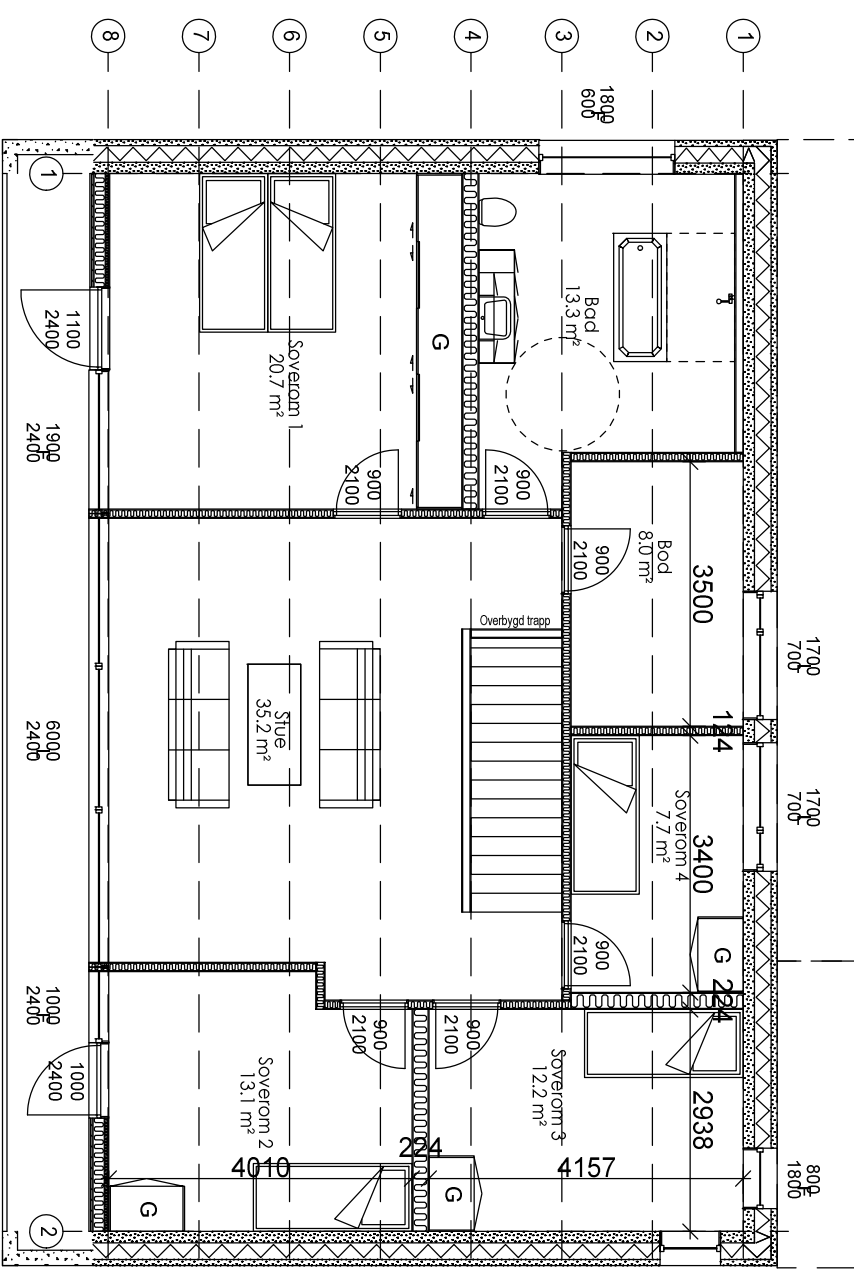 8
7
6
5
4
3
2
1
1800
600
1
1100
2400
1900
2400
6000
2400
1000
2400
1000
2400
2
Soverom 1
20.7 m²
G
900
2100
Bad
13.3 m²
900
2100
Bod
8.0 m²
900
2100
3500
1700
700
124
1700
700
Overbygd trapp
Stue
35.2 m²
Soverom 4
7.7 m²
3400
G
900
2100
224
900
2100
900
2100
Soverom 2
13.1 m²
4010
G
224
Soverom 3
12.2 m²
4157
G
2938
800
1800